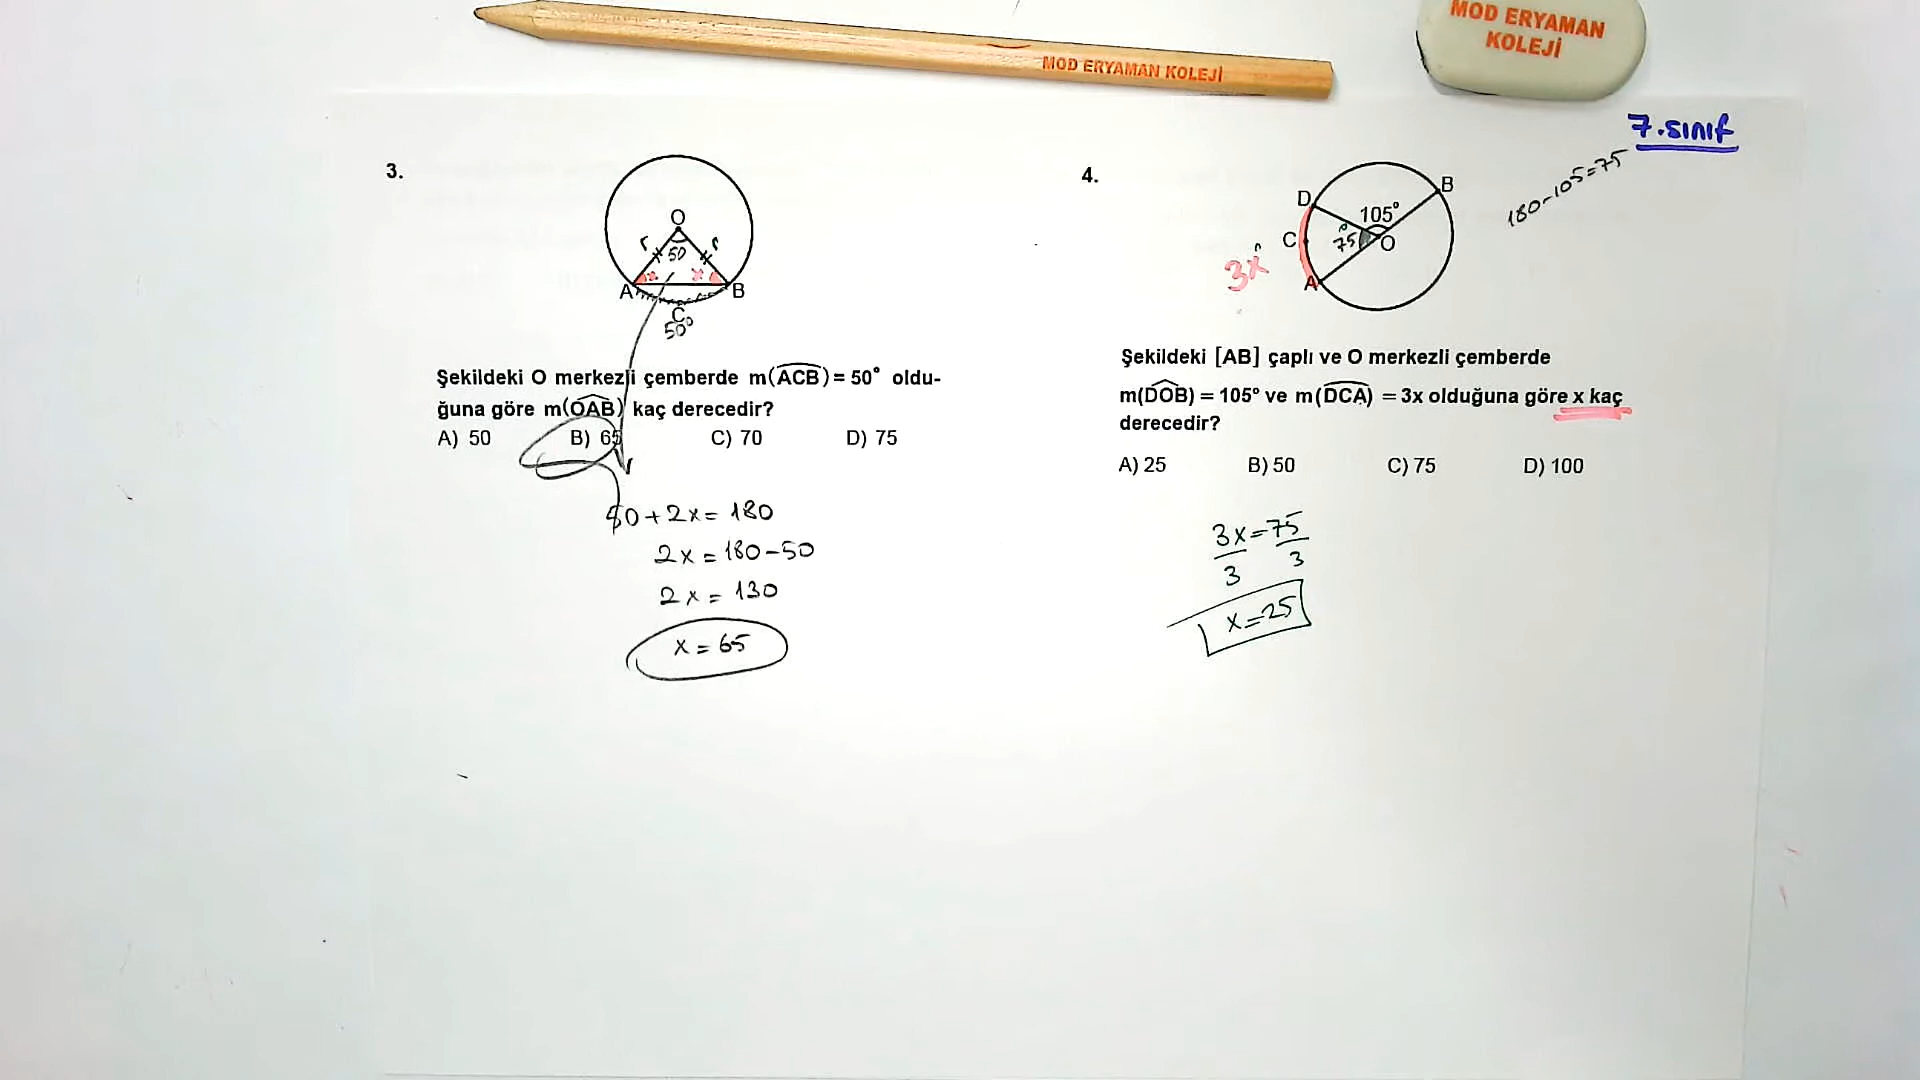 MOD ERYAMAN KOLEJİ
MOD ERYAMAN
KOLEJİ
7.sınıf
3.
O
r
r
50
x
x
A
B
C
50°
Şekildeki O merkezli çemberde m(ACB) = 50° oldu-
ğuna göre m(OAB) kaç derecedir?
A) 50 B) 65 C) 70 D) 75
50+2x = 180
2x = 180-50
2x = 130
x = 65
4.
180-105=75
D
B
105°
C
75
O
3x
A
Şekildeki [AB] çaplı ve O merkezli çemberde
m(DOB) = 105° ve m(DCA) = 3x olduğuna göre x kaç
derecedir?
A) 25 B) 50 C) 75 D) 100
3x=75
3 3
x=25